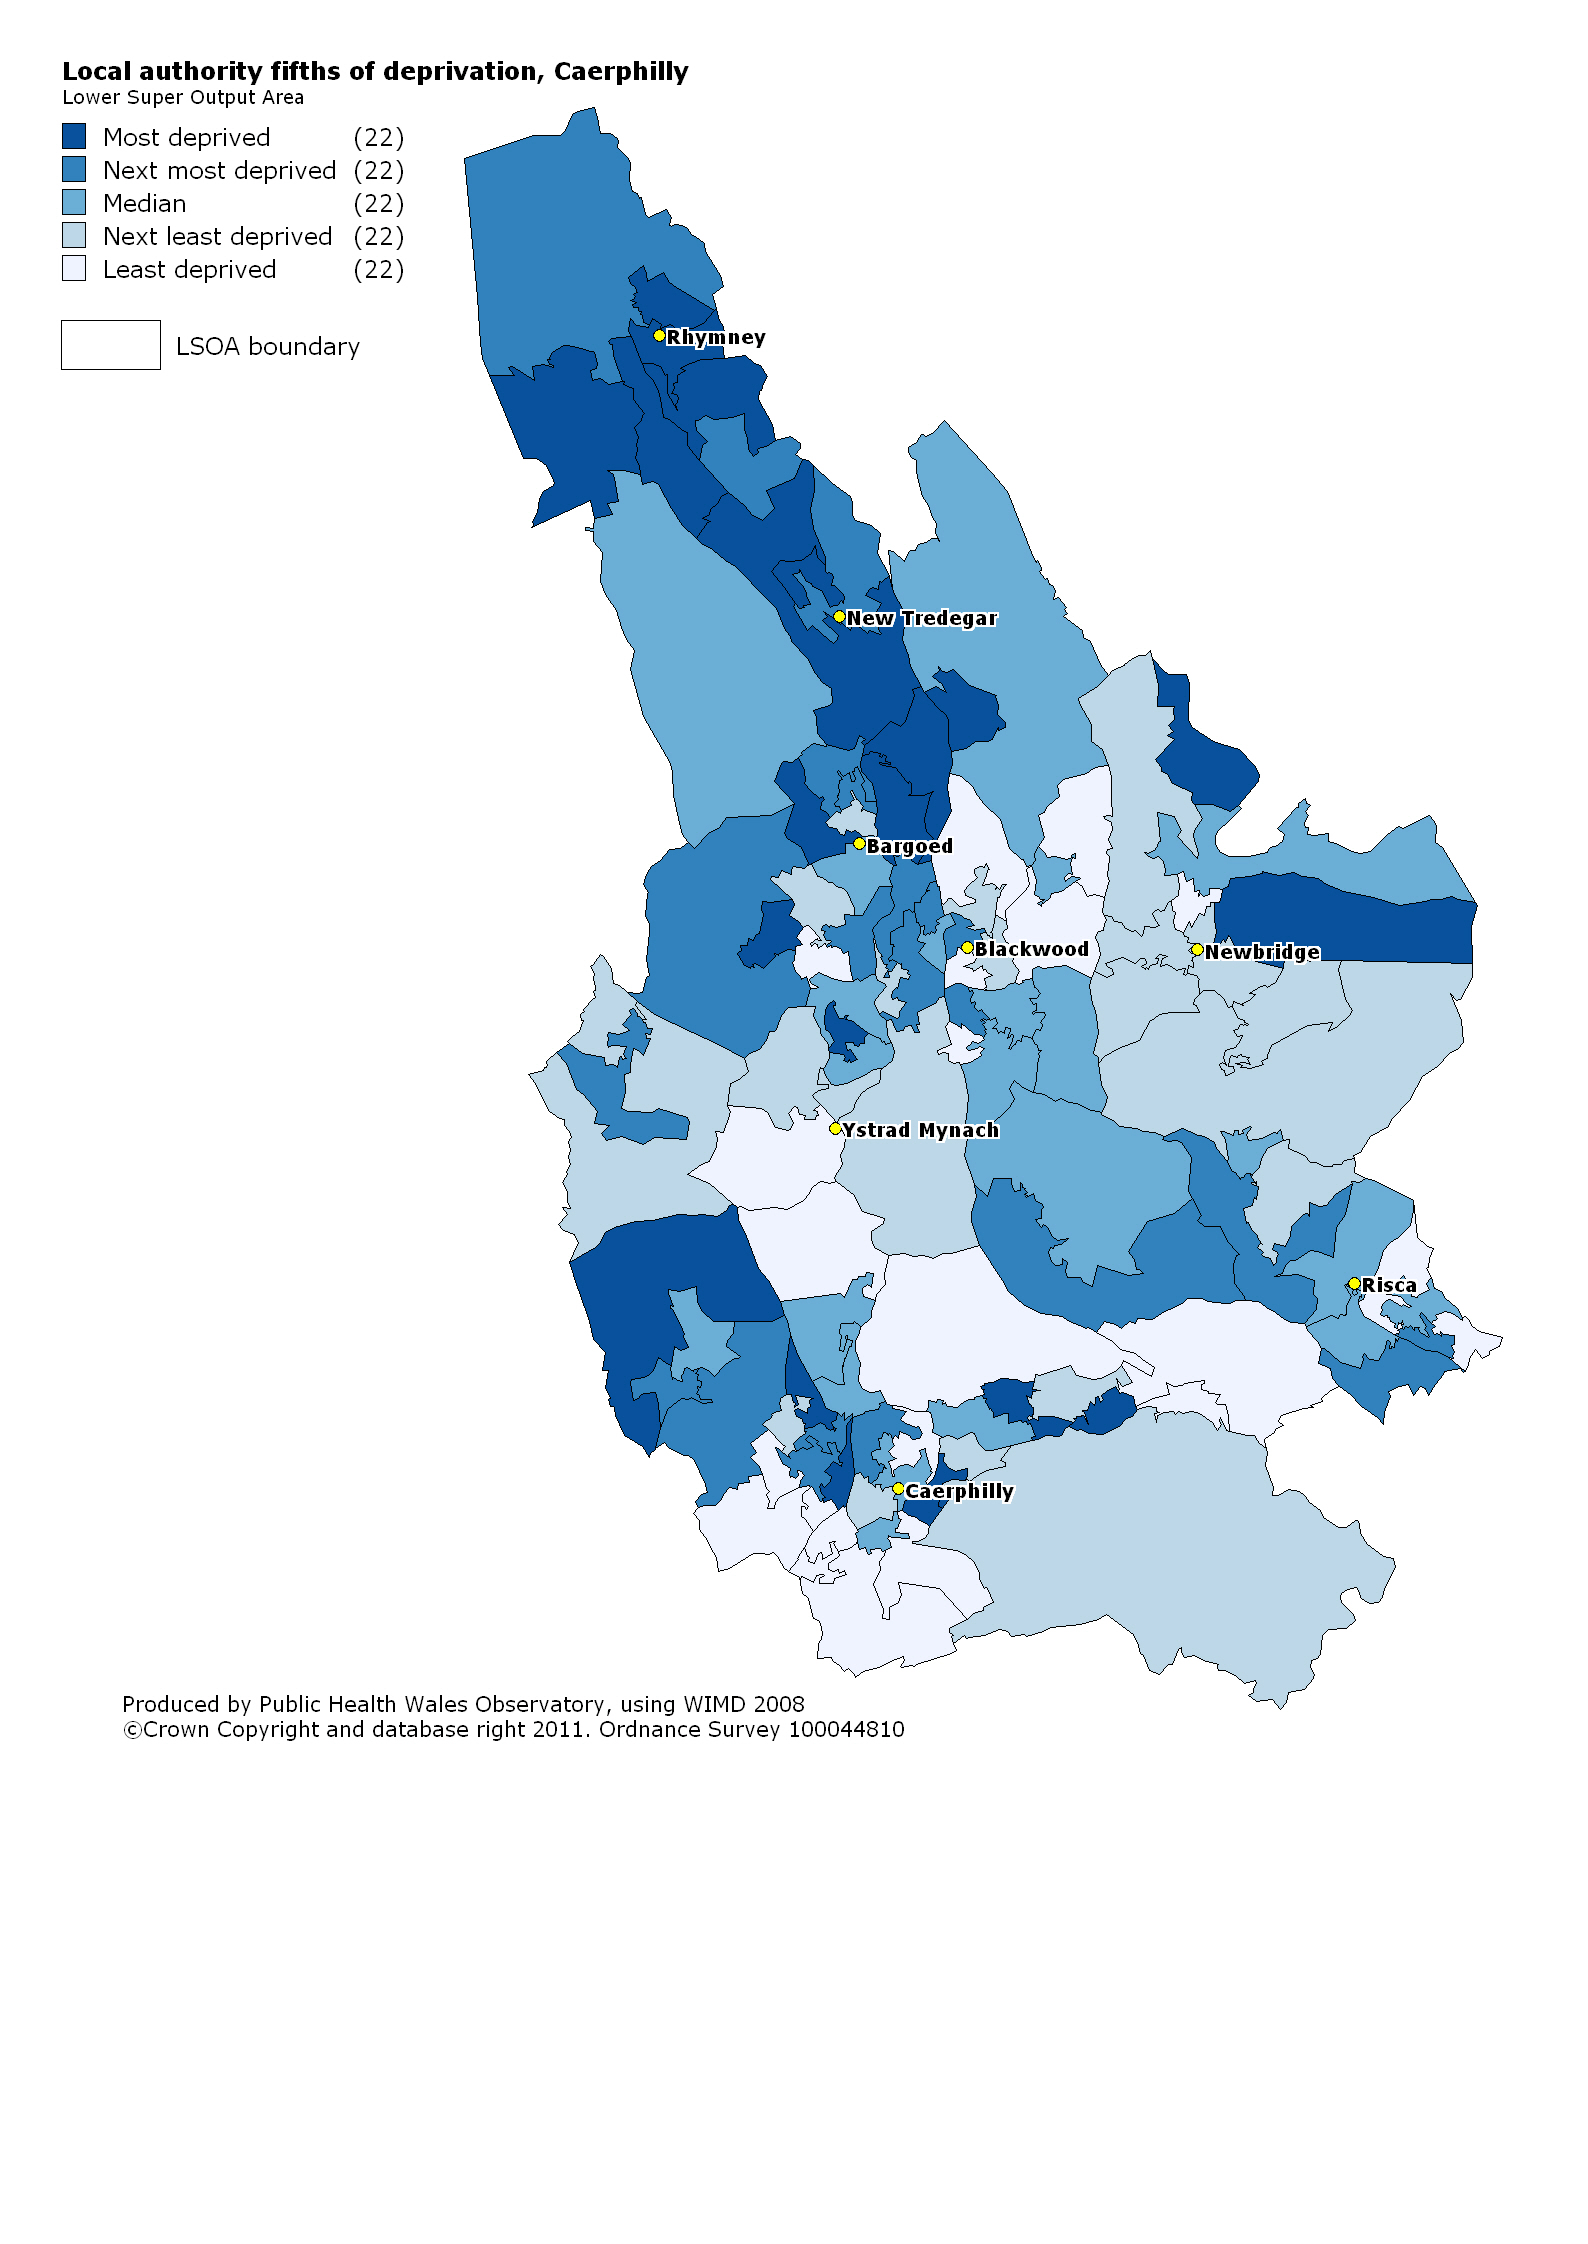 Local authority fifths of deprivation, Caerphilly
Lower Super Output Area
Most deprived (22)
Next most deprived (22)
Median (22)
Next least deprived (22)
Least deprived (22)
LSOA boundary
Rhymney
New Tredegar
Bargoed
Blackwood
Newbridge
Ystrad Mynach
Risca
Caerphilly
Produced by Public Health Wales Observatory, using WIMD 2008
©Crown Copyright and database right 2011. Ordnance Survey 100044810